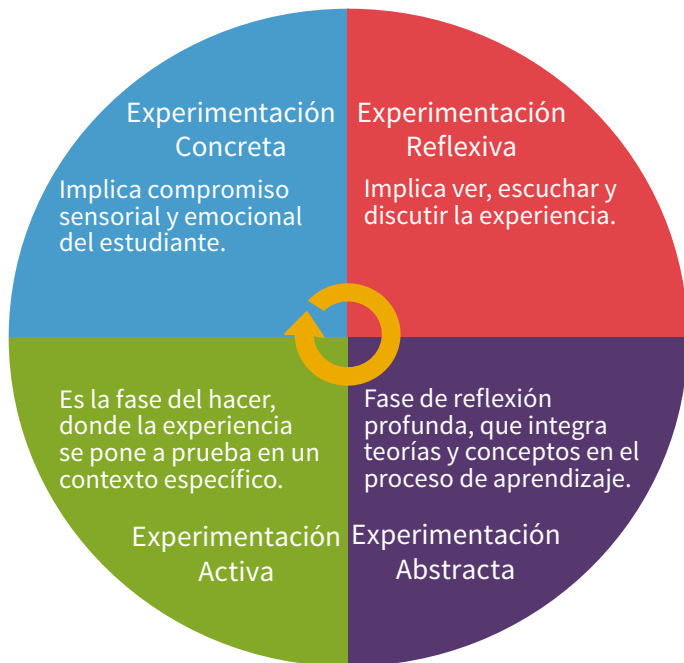 Experimentación
Concreta
Implica compromiso
sensorial y emocional
del estudiante.
Experimentación
Reflexiva
Implica ver, escuchar y
discutir la experiencia.
Es la fase del hacer,
donde la experiencia
se pone a prueba en un
contexto específico.
Experimentación
Activa
Fase de reflexión
profunda, que integra
teorías y conceptos en el
proceso de aprendizaje.
Experimentación
Abstracta